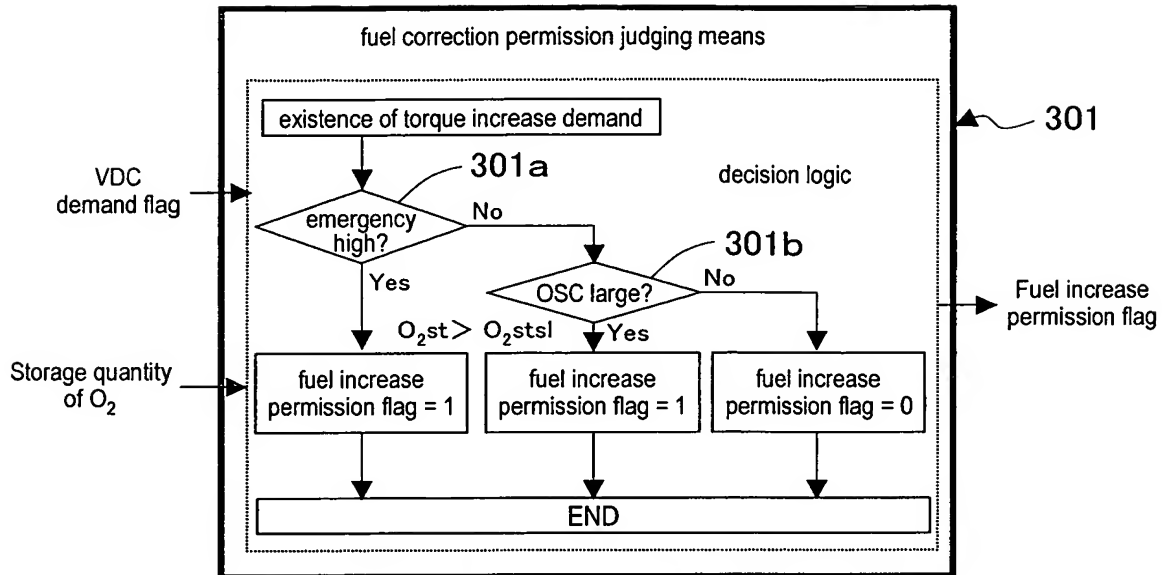 fuel correction permission judging means
existence of torque increase demand
301
301a
VDC
demand flag
decision logic
emergency
high?
No
301b
Yes
OSC large?
No
Fuel increase
permission flag
O₂st > O₂stsl
Yes
Storage quantity
of O₂
fuel increase
permission flag = 1
fuel increase
permission flag = 1
fuel increase
permission flag = 0
END